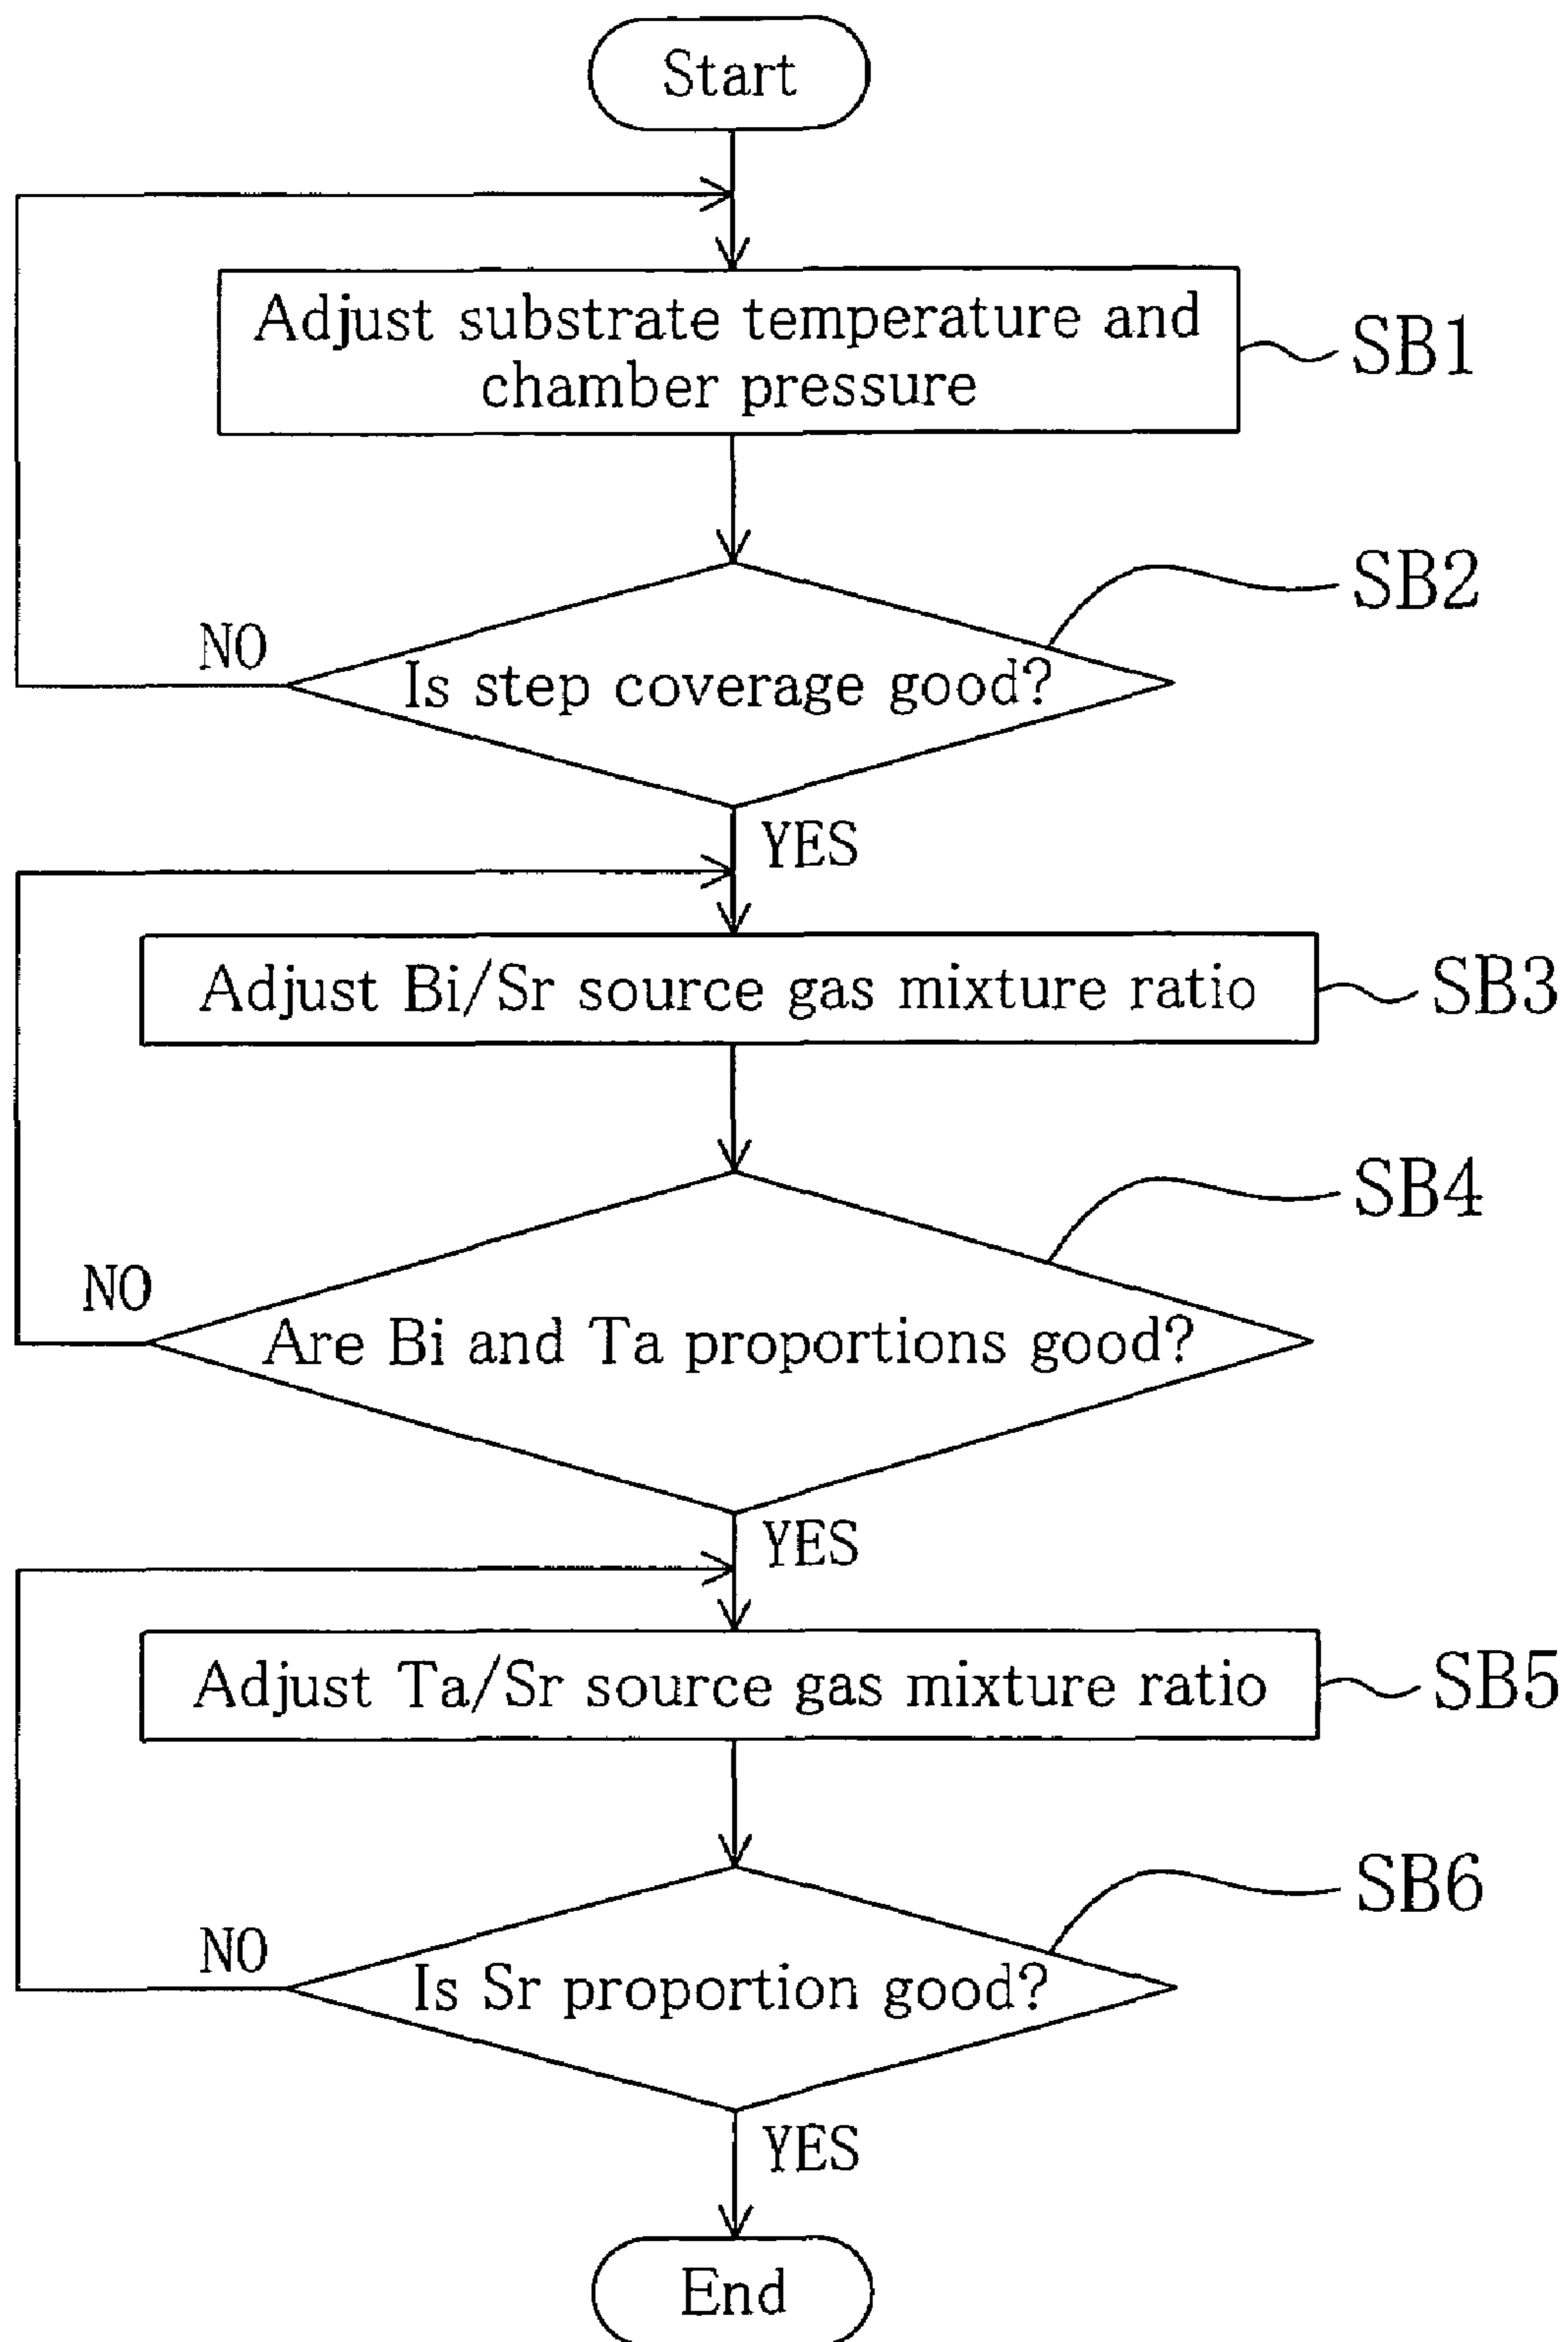 Start
Adjust substrate temperature and
chamber pressure
SB1
SB2
NO
Is step coverage good?
YES
Adjust Bi/Sr source gas mixture ratio
SB3
SB4
NO
Are Bi and Ta proportions good?
YES
Adjust Ta/Sr source gas mixture ratio
SB5
SB6
NO
Is Sr proportion good?
YES
End